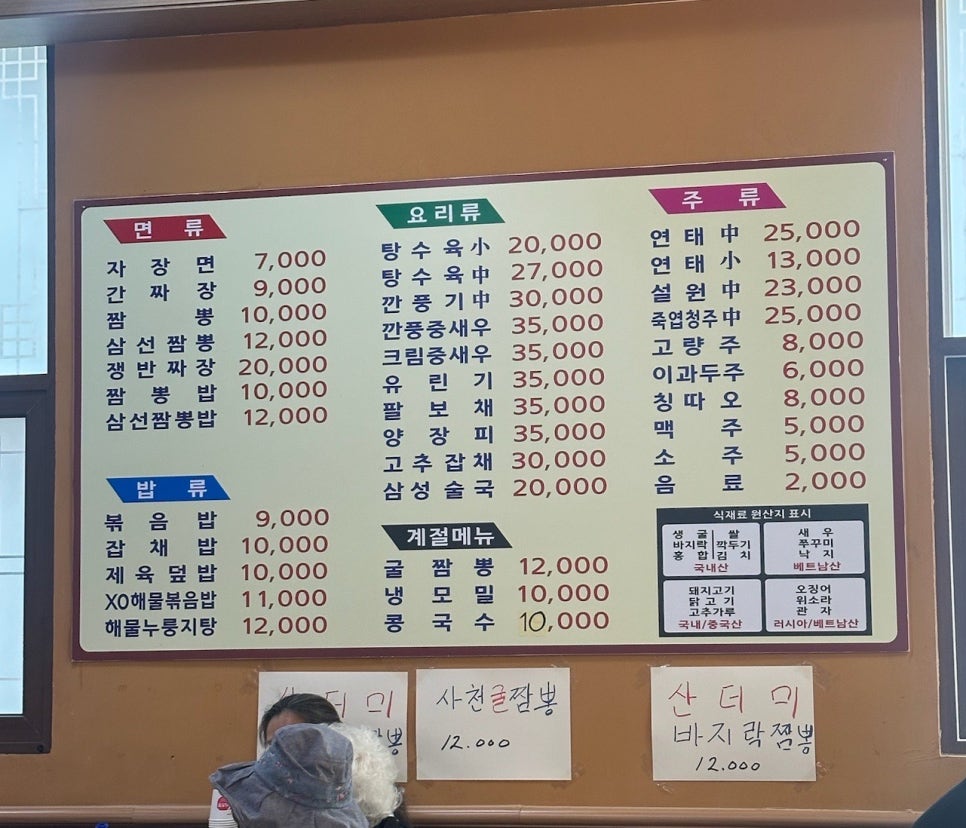 면 류
자 장 면 7,000
간 짜 장 9,000
짬 뽕 10,000
삼 선 짬 뽕 12,000
쟁 반 짜 장 20,000
짬 뽕 밥 10,000
삼선짬뽕밥 12,000
밥 류
볶 음 밥 9,000
잡 채 밥 10,000
제 육 덮 밥 10,000
XO해물볶음밥 11,000
해물누룽지탕 12,000
요리류
탕 수 육 小 20,000
탕 수 육 中 27,000
깐 풍 기 中 30,000
깐풍중새우 35,000
크림중새우 35,000
유 린 기 35,000
팔 보 채 35,000
양 장 피 35,000
고 추 잡 채 30,000
삼 성 술 국 20,000
계절메뉴
굴 짬 뽕 12,000
냉 모 밀 10,000
콩 국 수 10,000
주 류
연 태 中 25,000
연 태 小 13,000
설 원 中 23,000
죽엽청주中 25,000
고 량 주 8,000
이과두주 6,000
칭 따 오 8,000
맥 주 5,000
소 주 5,000
음 료 2,000
식재료 원산지 표시
생 굴 쌀
바지락 깍두기
홍 합 김 치
국내산
새 우
쭈꾸미
낙 지
베트남산
돼지고기
닭 고 기
고추가루
국내/중국산
오징어
위소라
관 자
러시아/베트남산
산 더 미
뽕
사천굴짬뽕
12.000
산 더 미
바지락짬뽕
12.000